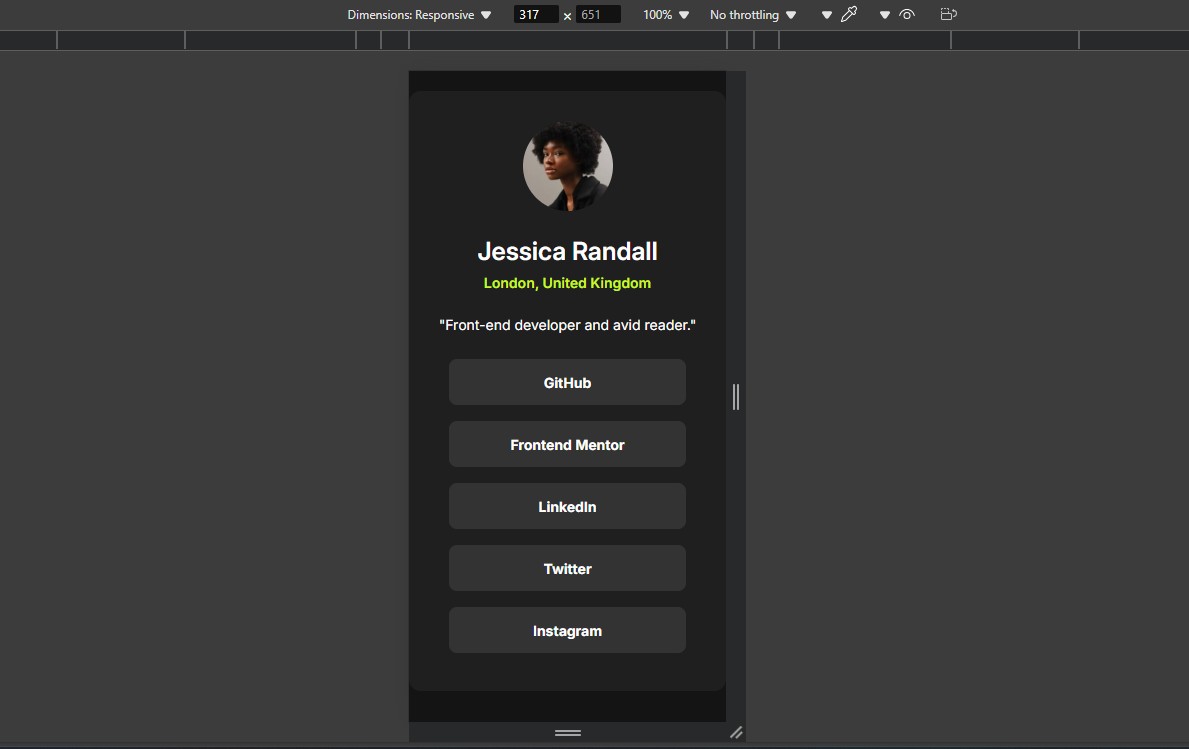 Dimensions: Responsive 317 × 651 100% No throttling
Jessica Randall
London, United Kingdom
"Front-end developer and avid reader."
GitHub
Frontend Mentor
LinkedIn
Twitter
Instagram